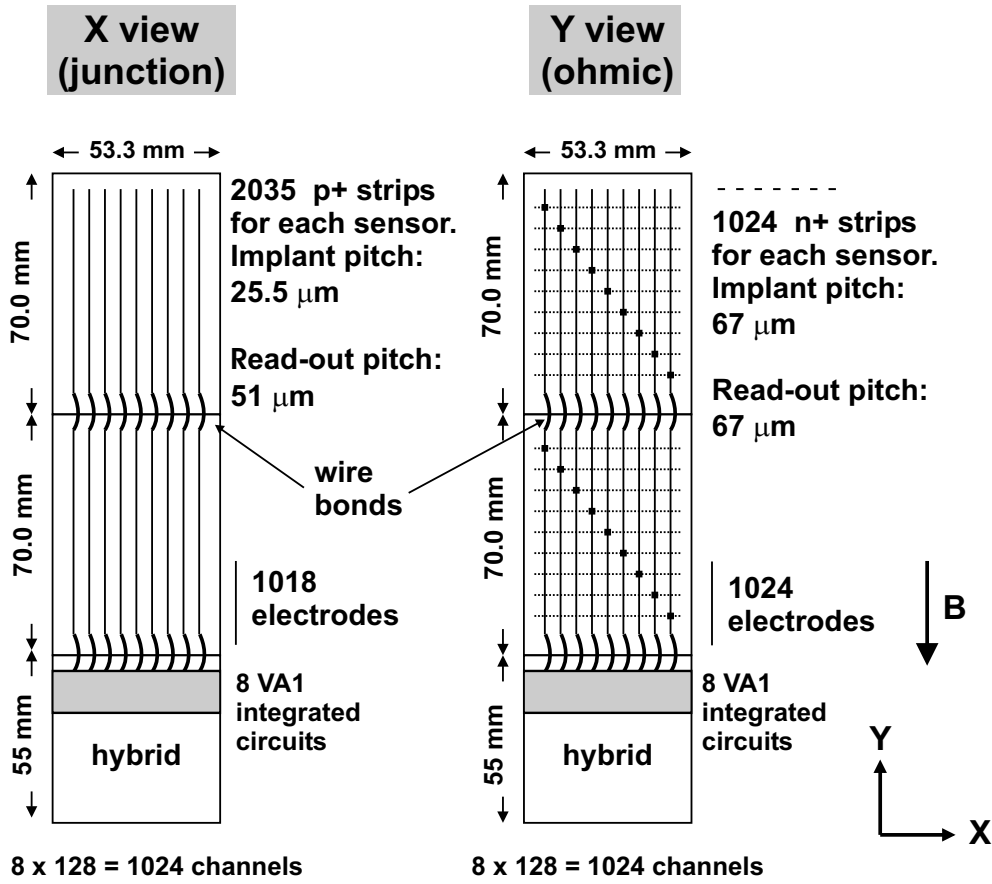 X view
(junction)
53.3 mm
70.0 mm
2035 p+ strips
for each sensor.
Implant pitch:
25.5 μm
Read-out pitch:
51 μm
wire
bonds
70.0 mm
1018
electrodes
8 VA1
integrated
circuits
55 mm
hybrid
8 x 128 = 1024 channels
Y view
(ohmic)
53.3 mm
70.0 mm
1024 n+ strips
for each sensor.
Implant pitch:
67 μm
Read-out pitch:
67 μm
70.0 mm
1024
electrodes
B
8 VA1
integrated
circuits
55 mm
hybrid
Y
X
8 x 128 = 1024 channels